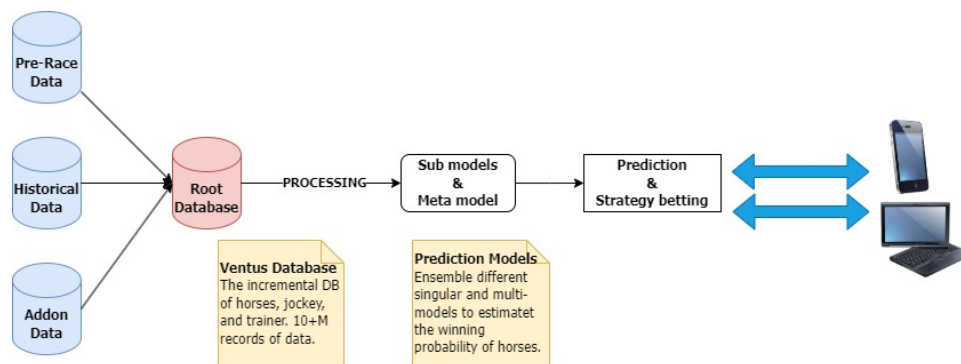 Pre-Race
Data
Historical
Data
Addon
Data
Root
Database
PROCESSING
Sub models
&
Meta model
Prediction
&
Strategy betting
Ventus Database
The incremental DB
of horses, jockey,
and trainer. 10+M
records of data.
Prediction Models
Ensemble different
singular and multi-
models to estimatet
the winning
probability of horses.